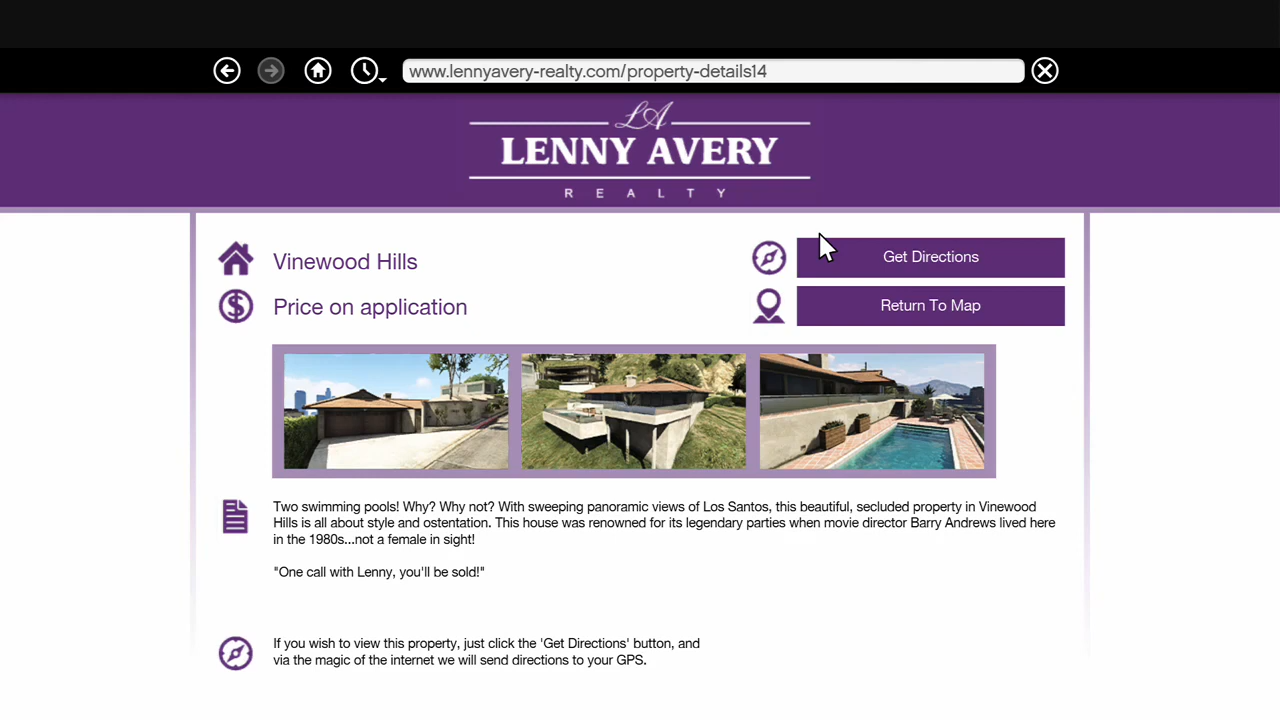 www.lennyavery-realty.com/property-details14
LA
LENNY AVERY
REALTY
Vinewood Hills
Get Directions
Price on application
Return To Map
Two swimming pools! Why? Why not? With sweeping panoramic views of Los Santos, this beautiful, secluded property in Vinewood
Hills is all about style and ostentation. This house was renowned for its legendary parties when movie director Barry Andrews lived here
in the 1980s...not a female in sight!
"One call with Lenny, you'll be sold!"
If you wish to view this property, just click the 'Get Directions' button, and
via the magic of the internet we will send directions to your GPS.